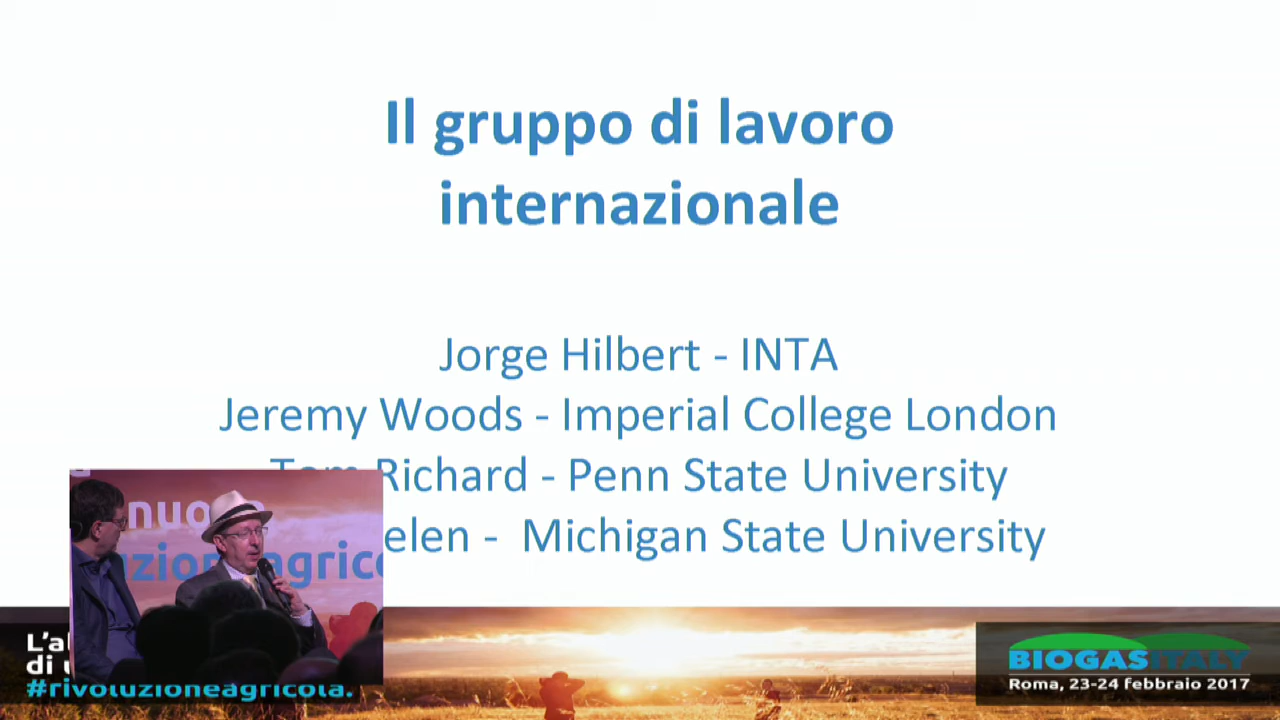 Il gruppo di lavoro
internazionale
Jorge Hilbert - INTA
Jeremy Woods - Imperial College London
Richard - Penn State University
- Michigan State University
#rivoluzioneagricola.
BIOGASITALY
Roma, 23-24 febbraio 2017